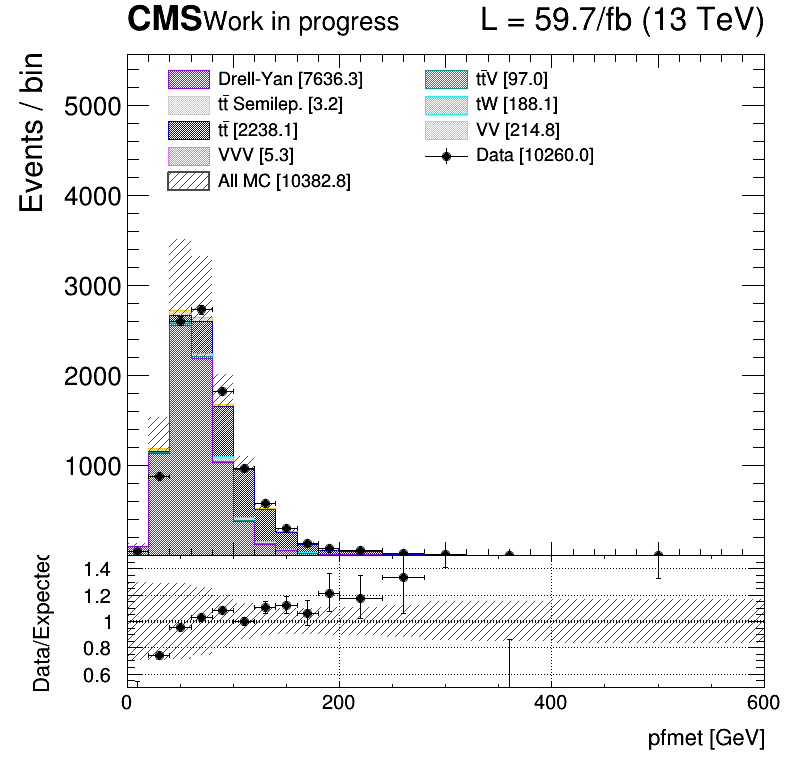 CMS Work in progress L = 59.7/fb (13 TeV)
Events / bin
Drell-Yan [7636.3]
tt̄ Semilep. [3.2]
tt̄ [2238.1]
VVV [5.3]
All MC [10382.8]
tt̄V [97.0]
tW [188.1]
VV [214.8]
Data [10260.0]
5000
4000
3000
2000
1000
Data/Expected
1.4
1.2
1
0.8
0.6
0 200 400 600
pfmet [GeV]